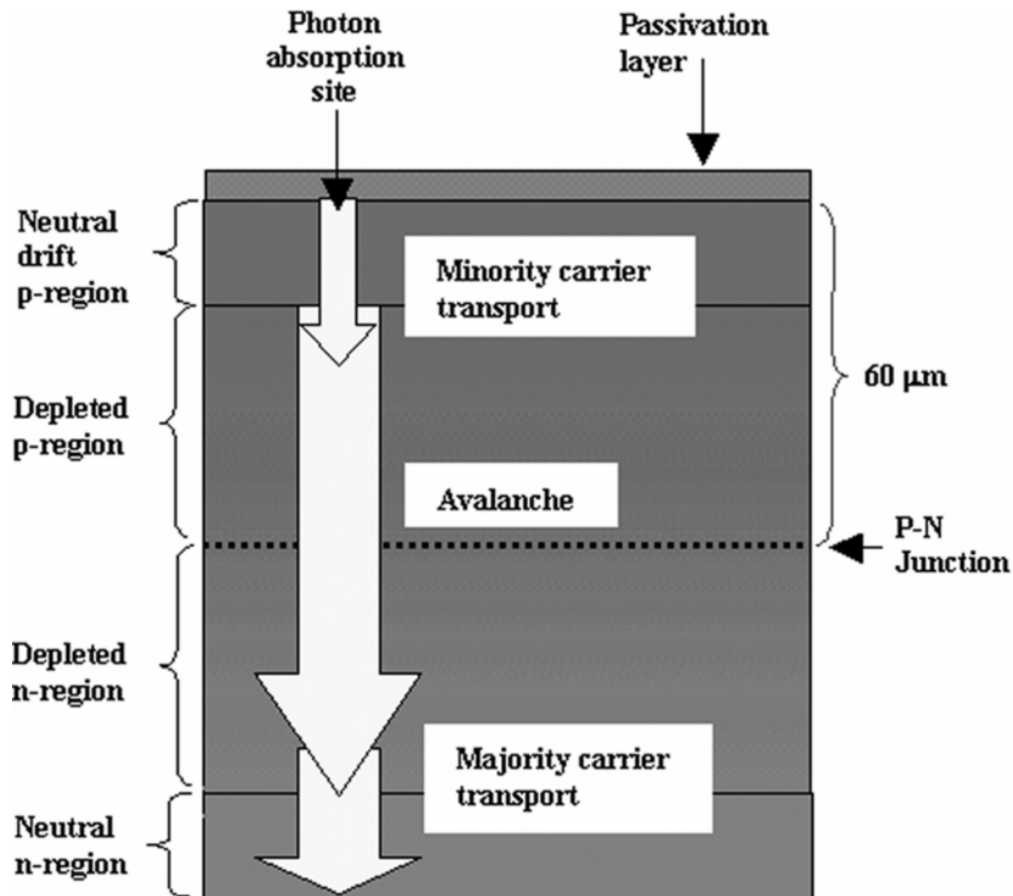 Photon
absorption
site
Passivation
layer
Neutral
drift
p-region
Minority carrier
transport
60 μm
Depleted
p-region
Avalanche
P-N
Junction
Depleted
n-region
Majority carrier
transport
Neutral
n-region